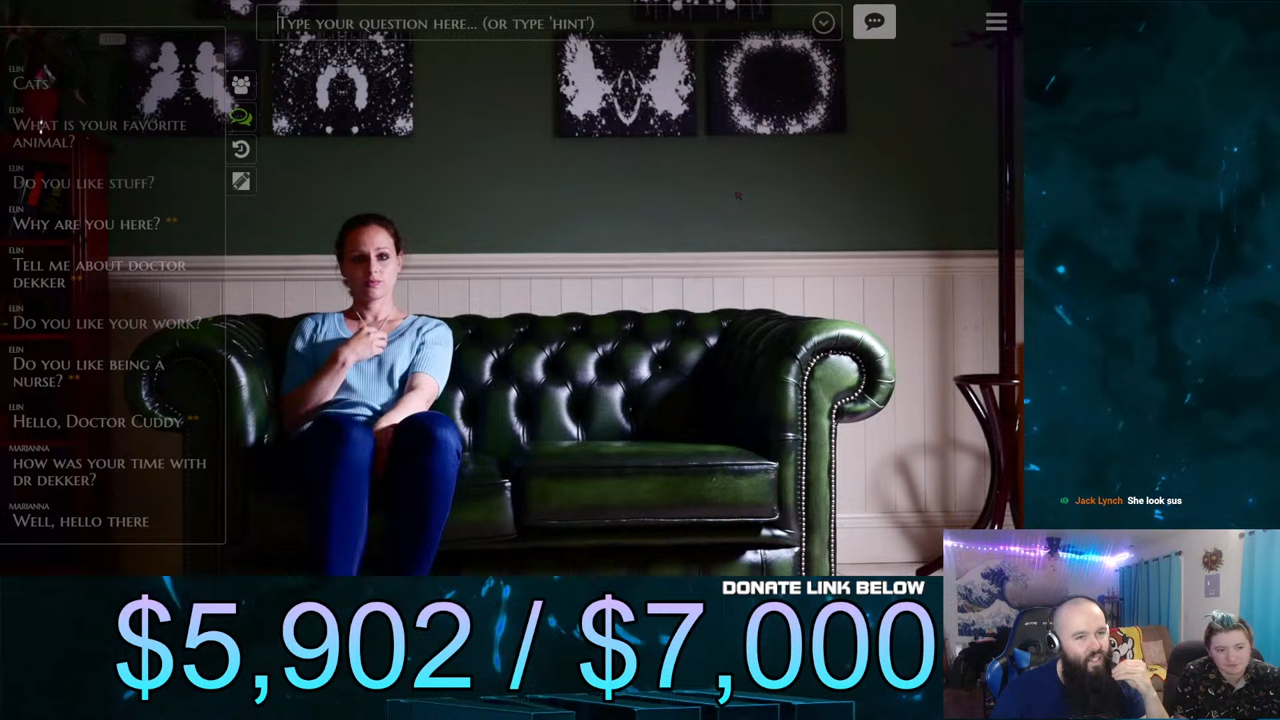 Type your question here... (or type 'hint')
Elin
Cats
Elin
What is your favorite
animal?
Elin
Do you like stuff?
Elin
Why are you here? **
Elin
Tell me about doctor
dekker **
Elin
Do you like your work?
Elin
Do you like being a
nurse? **
Elin
Hello, Doctor Cuddy **
Marianna
how was your time with
dr dekker?
Marianna
Well, hello there
Jack Lynch She look sus
DONATE LINK BELOW
$5,902 / $7,000